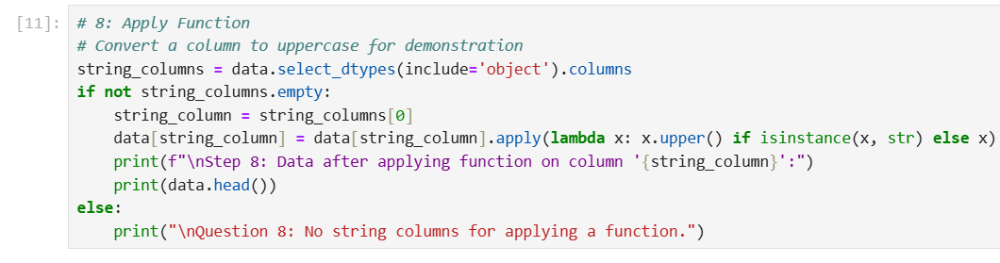 [11]: # 8: Apply Function
# Convert a column to uppercase for demonstration
string_columns = data.select_dtypes(include='object').columns
if not string_columns.empty:
    string_column = string_columns[0]
    data[string_column] = data[string_column].apply(lambda x: x.upper() if isinstance(x, str) else x)
    print(f"\nStep 8: Data after applying function on column '{string_column}':")
    print(data.head())
else:
    print("\nQuestion 8: No string columns for applying a function.")